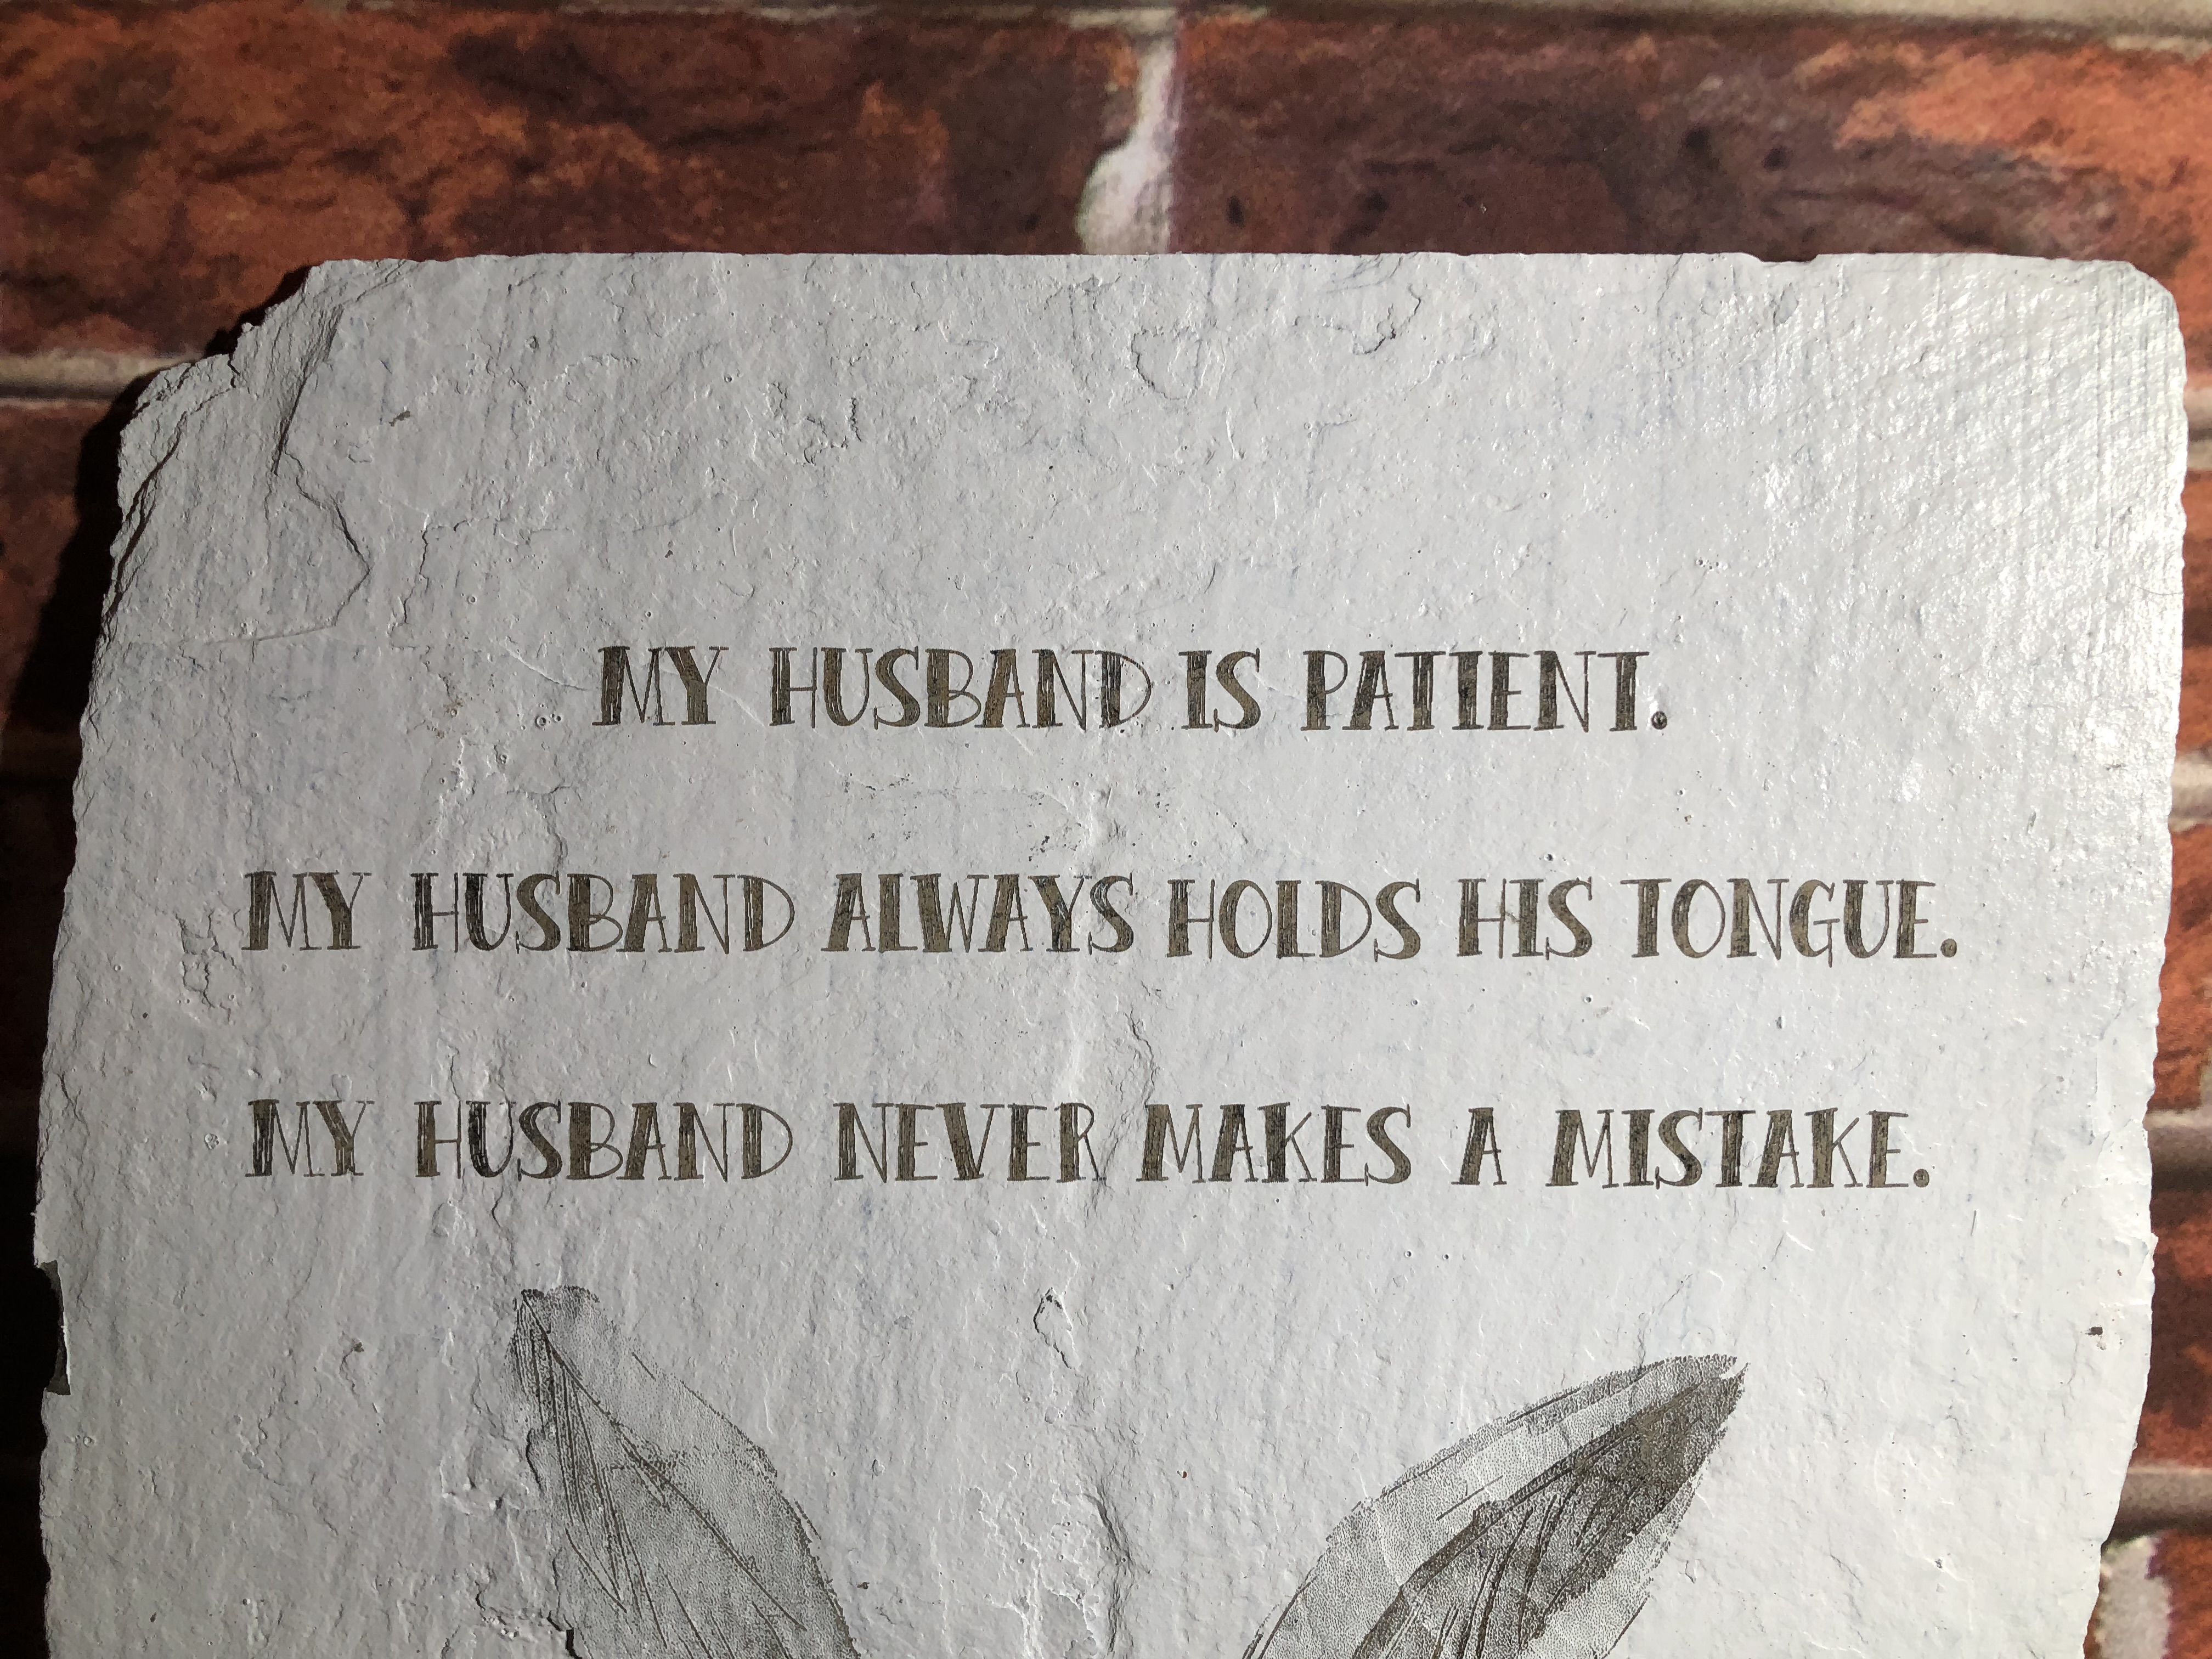 MY HUSBAND IS PATIENT.
MY HUSBAND ALWAYS HOLDS HIS TONGUE.
MY HUSBAND NEVER MAKES A MISTAKE.